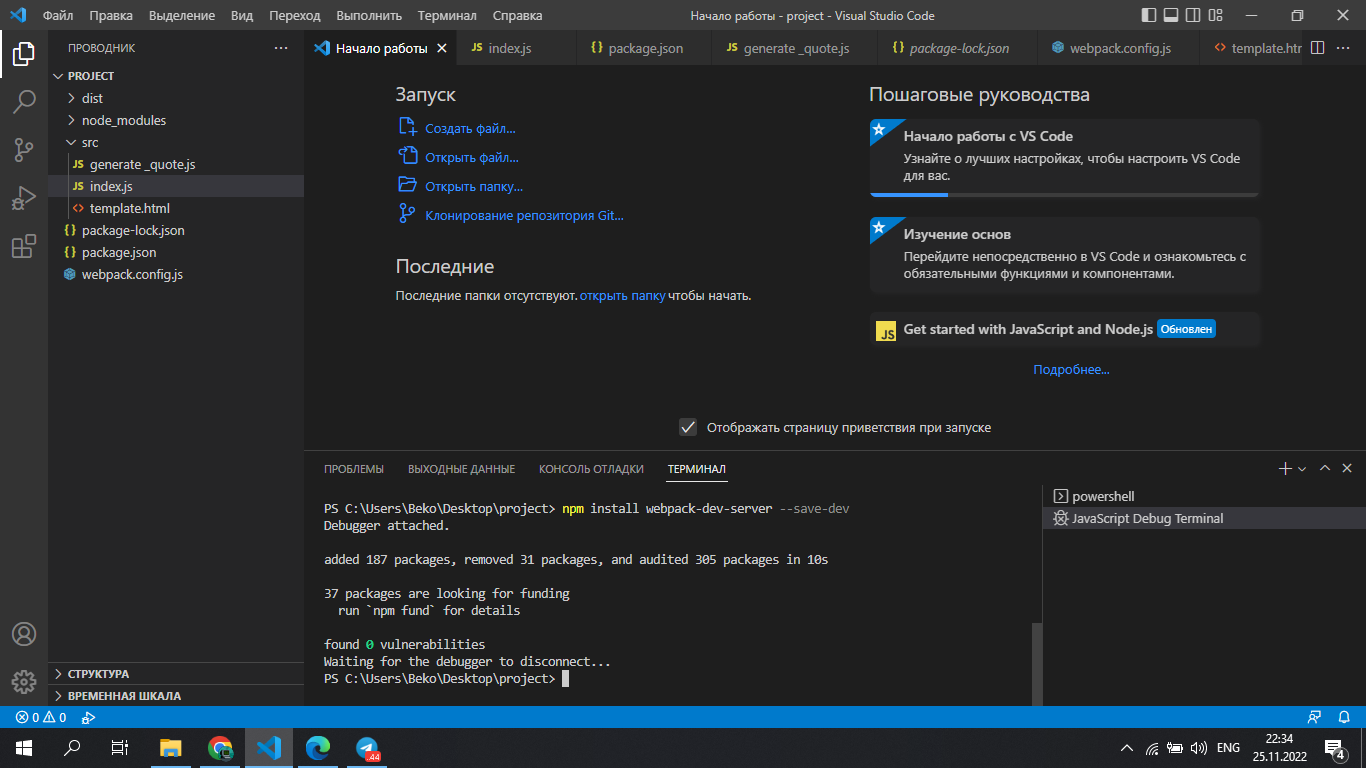 Файл Правка Выделение Вид Переход Выполнить Терминал Справка Начало работы - project - Visual Studio Code
ПРОВОДНИК
Начало работы index.js package.json generate _quote.js package-lock.json webpack.config.js template.htm
PROJECT
dist
node_modules
src
generate _quote.js
index.js
template.html
package-lock.json
package.json
webpack.config.js
СТРУКТУРА
ВРЕМЕННАЯ ШКАЛА
Запуск
Создать файл...
Открыть файл...
Открыть папку...
Клонирование репозитория Git...
Последние
Последние папки отсутствуют. открыть папку чтобы начать.
Пошаговые руководства
Начало работы с VS Code
Узнайте о лучших настройках, чтобы настроить VS Code
для вас.
Изучение основ
Перейдите непосредственно в VS Code и ознакомьтесь с
обязательными функциями и компонентами.
JS Get started with JavaScript and Node.js Обновлен
Подробнее...
Отображать страницу приветствия при запуске
ПРОБЛЕМЫ ВЫХОДНЫЕ ДАННЫЕ КОНСОЛЬ ОТЛАДКИ ТЕРМИНАЛ
PS C:\Users\Beko\Desktop\project> npm install webpack-dev-server --save-dev
Debugger attached.
added 187 packages, removed 31 packages, and audited 305 packages in 10s
37 packages are looking for funding
run `npm fund` for details
found 0 vulnerabilities
Waiting for the debugger to disconnect...
PS C:\Users\Beko\Desktop\project>
powershell
JavaScript Debug Terminal
0 0
44
ENG
22:34
25.11.2022
4